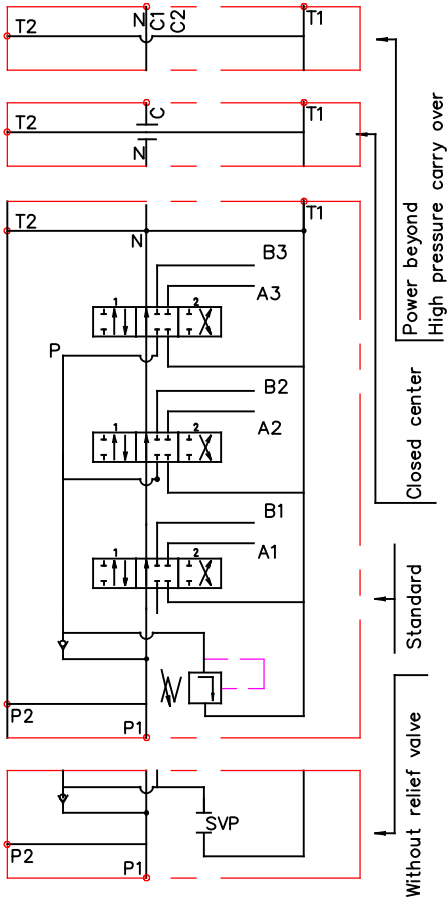 T2
N
C1
C2
T1
T2
C
T1
N
T2
T1
N
B3
A3
1
2
P
B2
A2
1
2
B1
A1
1
2
P2
P1
SVP
P2
P1
Power beyond
High pressure carry over
Closed center
Standard
Without relief valve